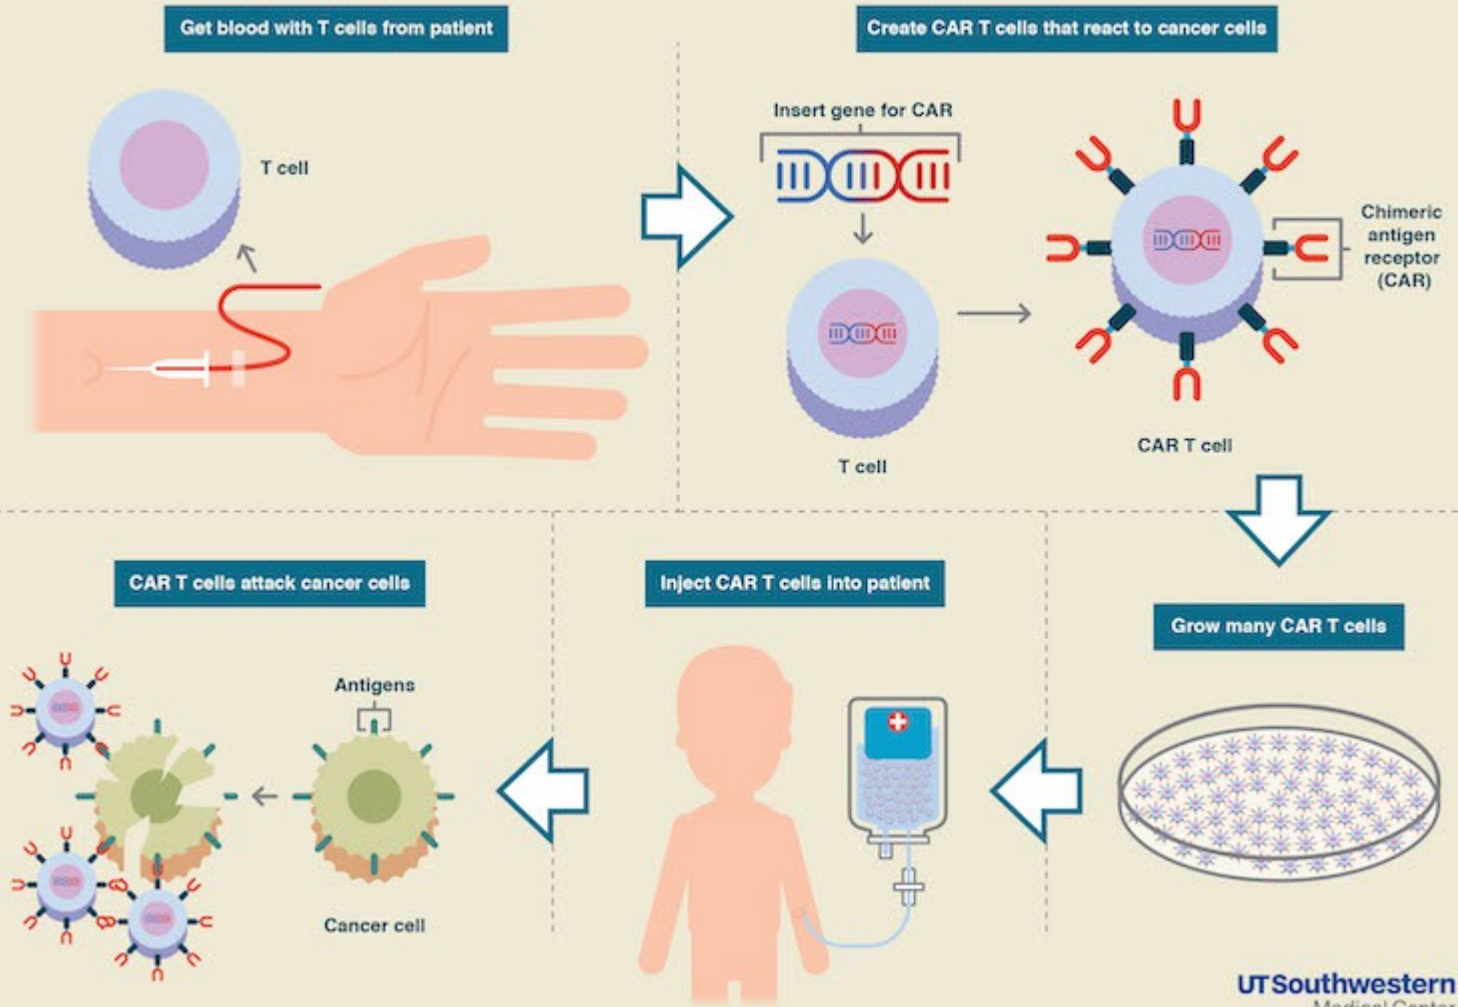 Get blood with T cells from patient
T cell
Create CAR T cells that react to cancer cells
Insert gene for CAR
T cell
Chimeric
antigen
receptor
(CAR)
CAR T cell
Grow many CAR T cells
Inject CAR T cells into patient
CAR T cells attack cancer cells
Antigens
Cancer cell
UTSouthwestern
Medical Center